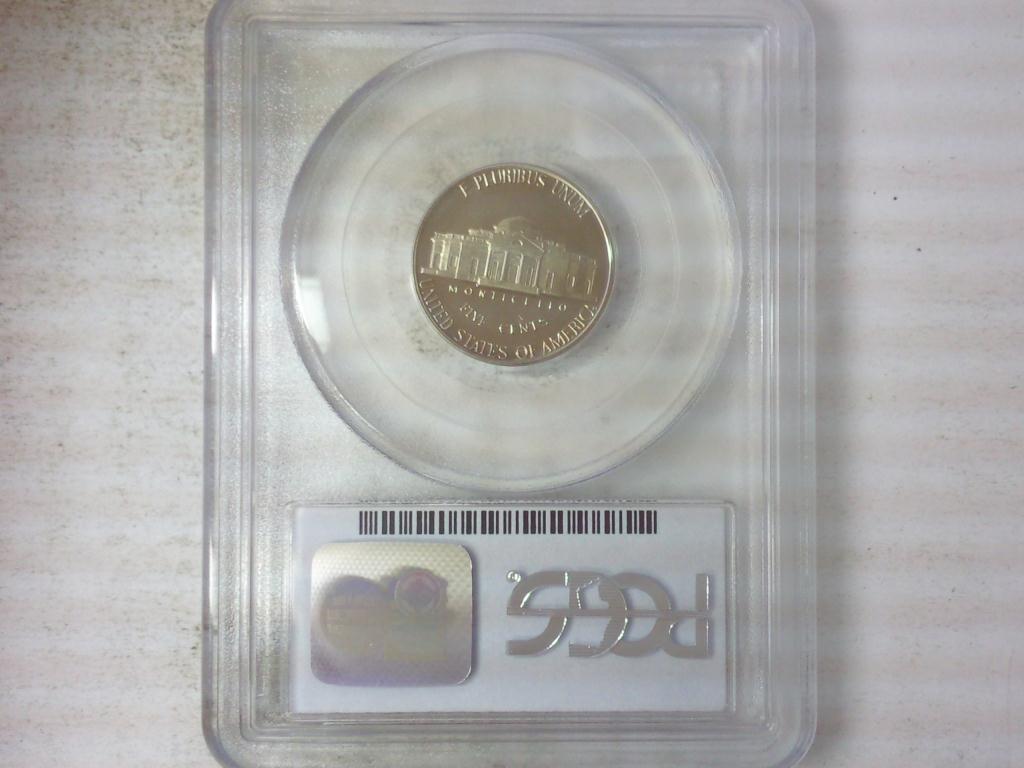 E PLURIBUS UNUM
MONTICELLO
FIVE CENTS
UNITED STATES OF AMERICA
PCGS